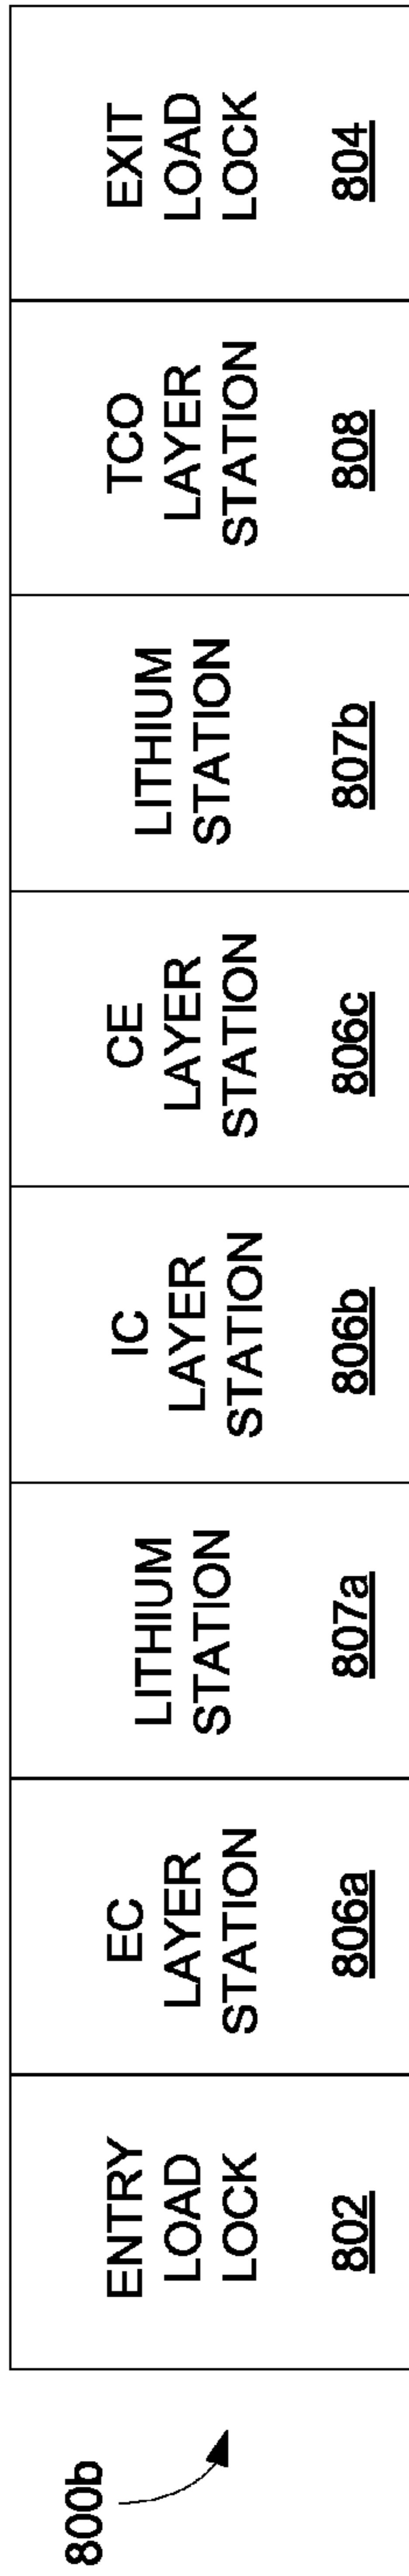 800b
ENTRY
LOAD
LOCK
802
EC
LAYER
STATION
806a
LITHIUM
STATION
807a
IC
LAYER
STATION
806b
CE
LAYER
STATION
806c
LITHIUM
STATION
807b
TCO
LAYER
STATION
808
EXIT
LOAD
LOCK
804